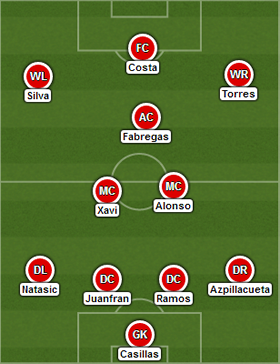 FC
Costa
WL
Silva
WR
Torres
AC
Fabregas
MC
Xavi
MC
Alonso
DL
Natasic
DC
Juanfran
DC
Ramos
DR
Azpillacueta
GK
Casillas